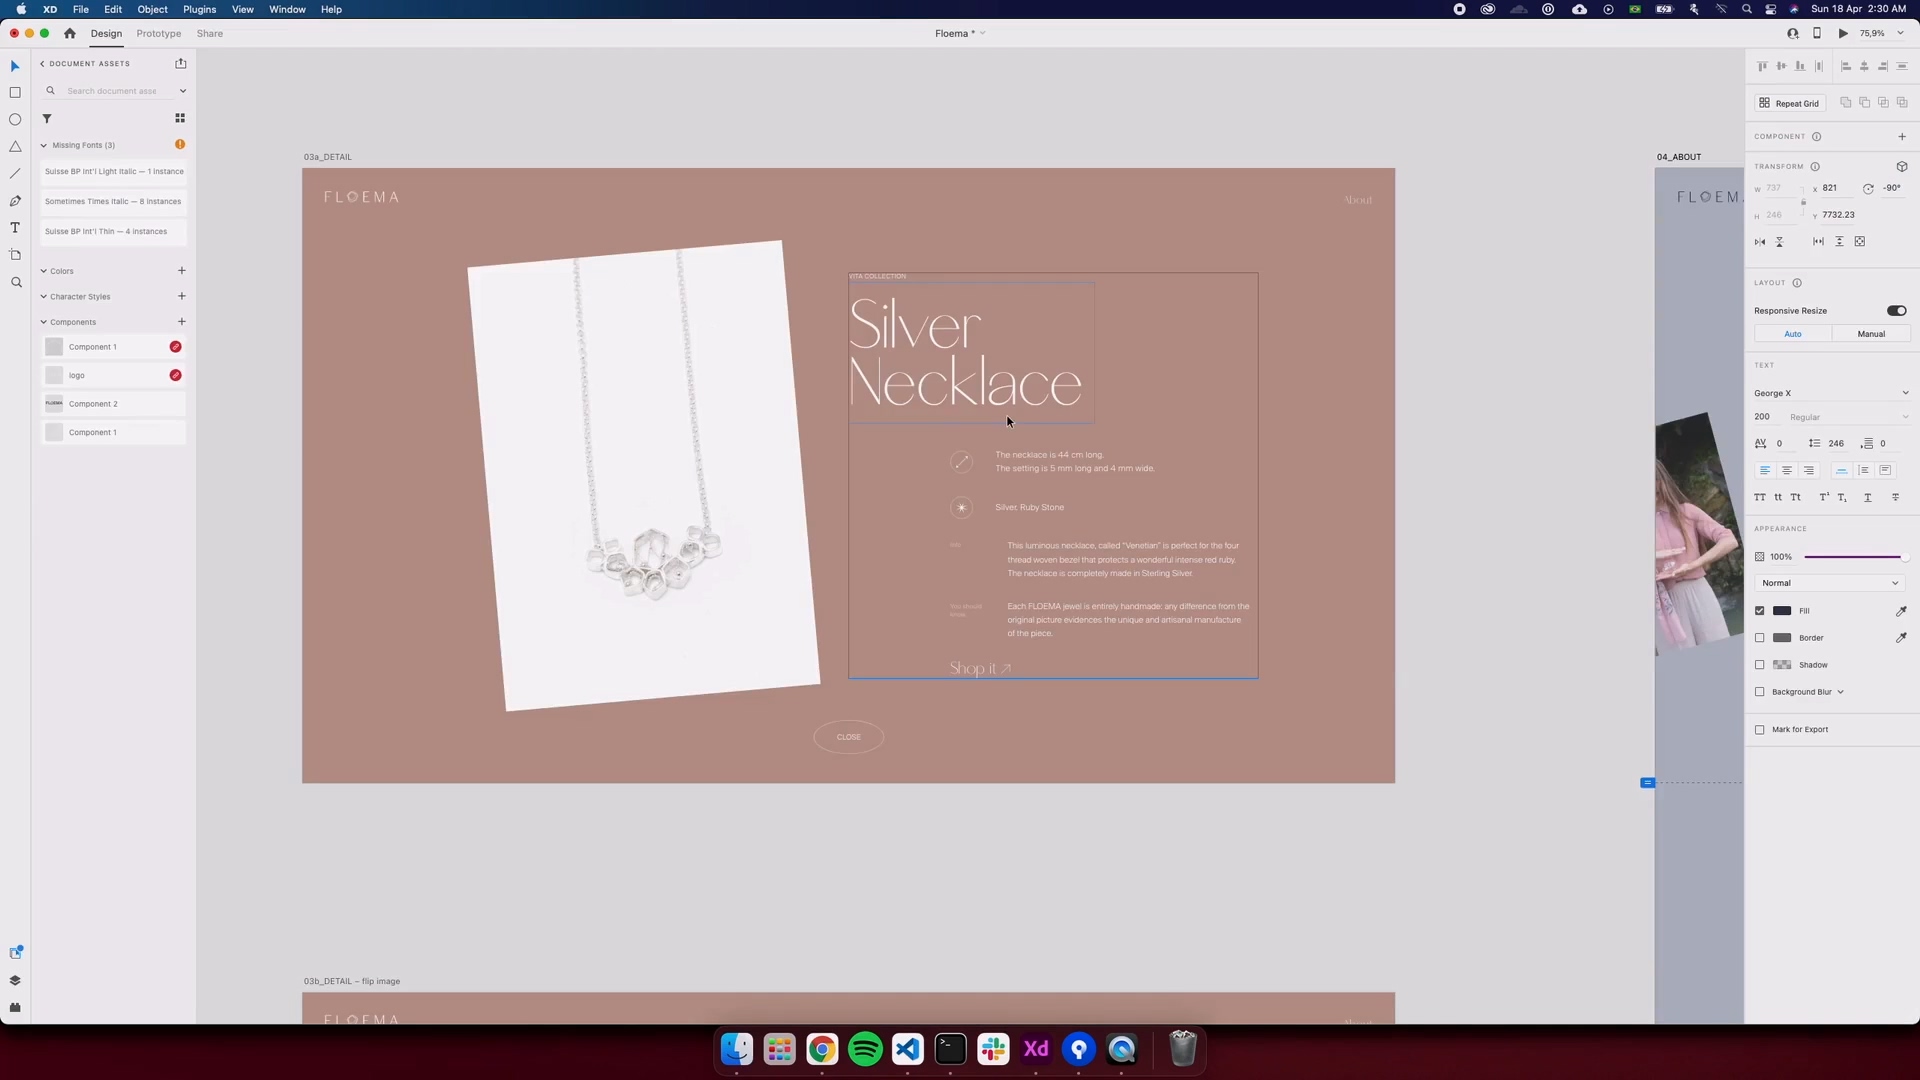 XD File Edit Object Plugins View Window Help
Sun 18 Apr 2:30 AM
Design Prototype Share
Floema *
75,9%
DOCUMENT ASSETS
Search document asse
Missing Fonts (3)
Suisse BP Int'l Light Italic — 1 instance
Sometimes Times Italic — 8 instances
Suisse BP Int'l Thin — 4 instances
Colors
Character Styles
Components
Component 1
logo
Component 2
Component 1
03a_DETAIL
FLOEMA
About
VITA COLLECTION
Silver
Necklace
The necklace is 44 cm long.
The setting is 5 mm long and 4 mm wide.
Silver, Ruby Stone
This luminous necklace, called “Venetian” is perfect for the four
thread woven bezel that protects a wonderful intense red ruby.
The necklace is completely made in Sterling Silver.
You should
know
Each FLOEMA jewel is entirely handmade: any difference from the
original picture evidences the unique and artisanal manufacture
of the piece.
Shop it ↗
CLOSE
04_ABOUT
FLOEMA
03b_DETAIL – flip image
FLOEMA
About
Repeat Grid
COMPONENT
TRANSFORM
W 737 X 821 -90°
H 246 Y 7732.23
LAYOUT
Responsive Resize
Auto Manual
TEXT
George X
200 Regular
AV 0 246 0
TT tt Tt T¹ T₁ T T
APPEARANCE
100%
Normal
Fill
Border
Shadow
Background Blur
Mark for Export
Xd